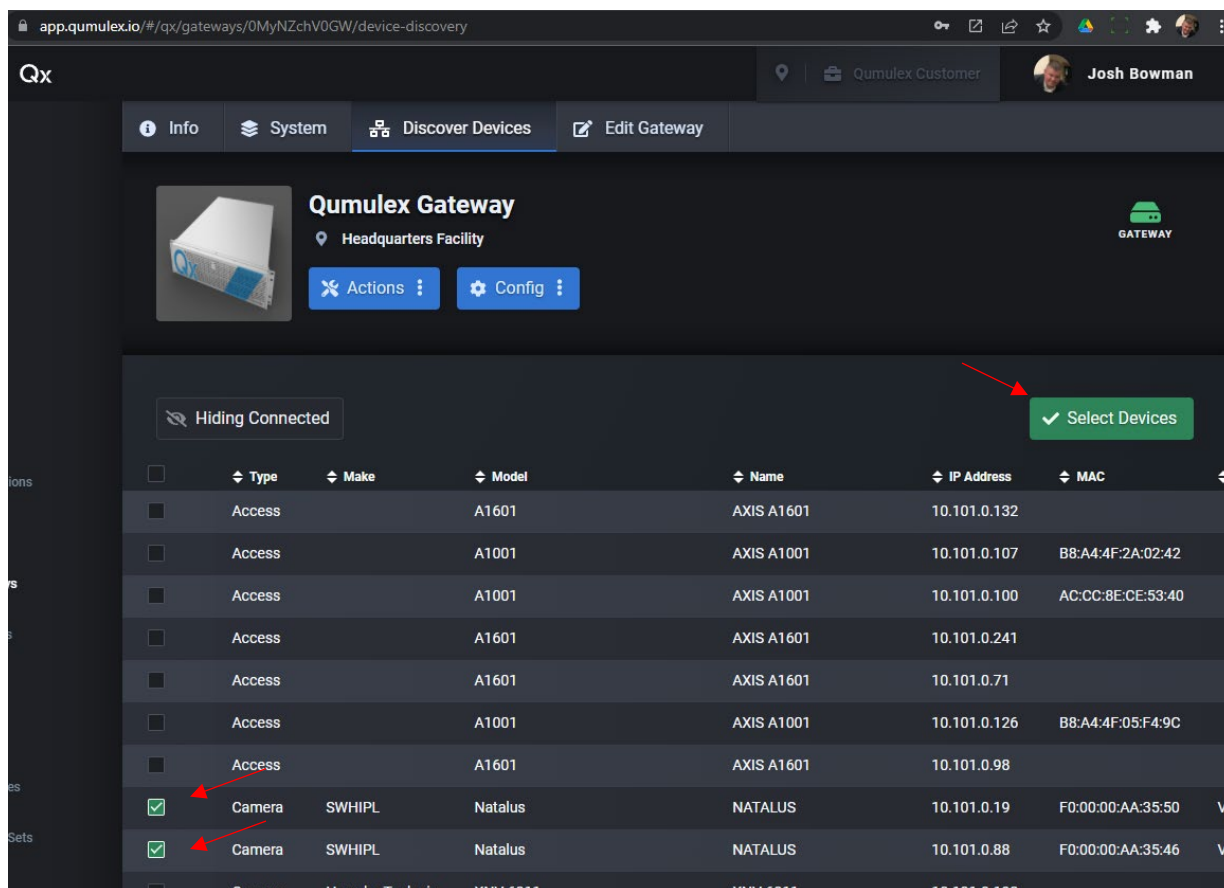 app.qumulex.io/#/qx/gateways/0MyNZchV0GW/device-discovery
Qx Qumulex Customer Josh Bowman
Info System Discover Devices Edit Gateway
Qumulex Gateway
Headquarters Facility
GATEWAY
Actions Config
Qx
Hiding Connected Select Devices
Type Make Model Name IP Address MAC
ions
Access A1601 AXIS A1601 10.101.0.132
Access A1001 AXIS A1001 10.101.0.107 B8:A4:4F:2A:02:42
ys
Access A1001 AXIS A1001 10.101.0.100 AC:CC:8E:CE:53:40
s
Access A1601 AXIS A1601 10.101.0.241
Access A1601 AXIS A1601 10.101.0.71
Access A1001 AXIS A1001 10.101.0.126 B8:A4:4F:05:F4:9C
Access A1601 AXIS A1601 10.101.0.98
es
Camera SWHIPL Natalus NATALUS 10.101.0.19 F0:00:00:AA:35:50 V
Sets
Camera SWHIPL Natalus NATALUS 10.101.0.88 F0:00:00:AA:35:46 V